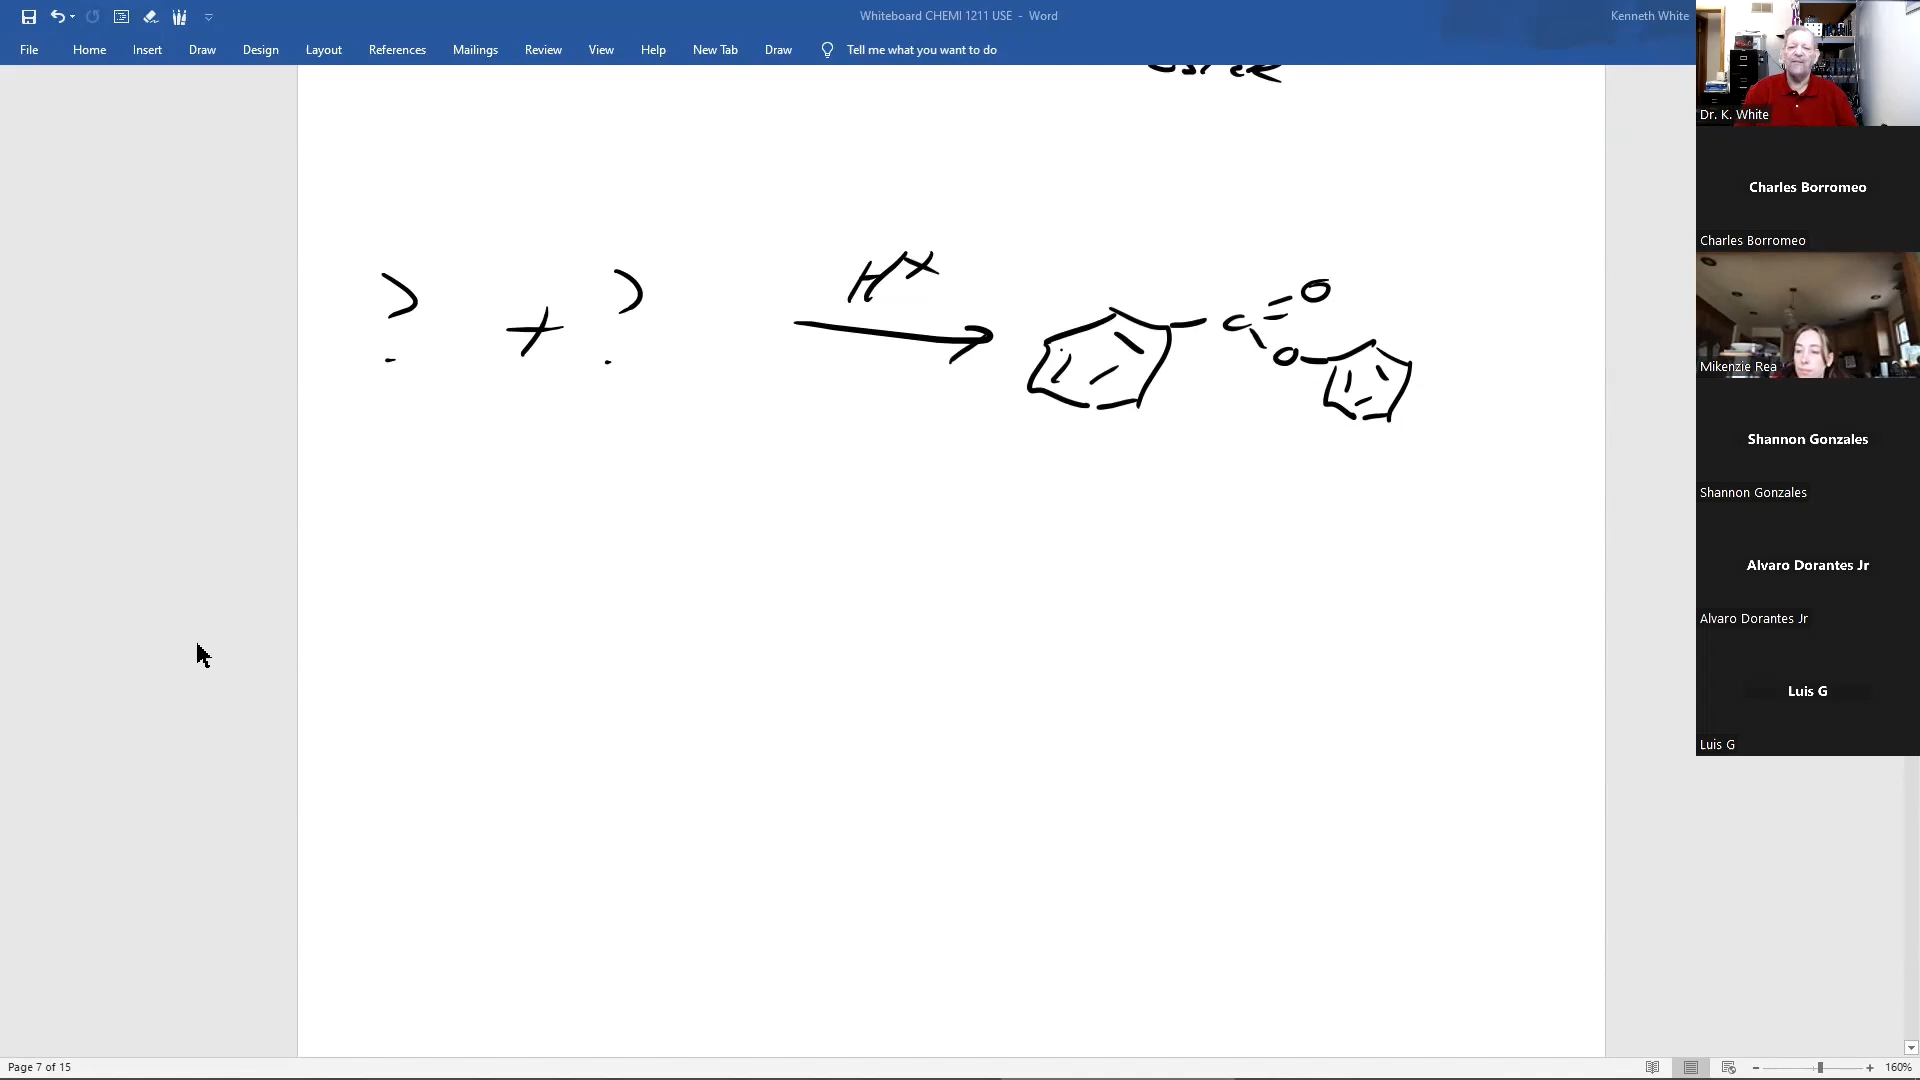 Whiteboard CHEMI 1211 USE - Word
Kenneth White
File Home Insert Draw Design Layout References Mailings Review View Help New Tab Draw Tell me what you want to do
Dr. K. White
Charles Borromeo
Charles Borromeo
Mikenzie Rea
Shannon Gonzales
Shannon Gonzales
Alvaro Dorantes Jr
Alvaro Dorantes Jr
Luis G
Luis G
? + ? H+ C = O
O
Page 7 of 15
160%